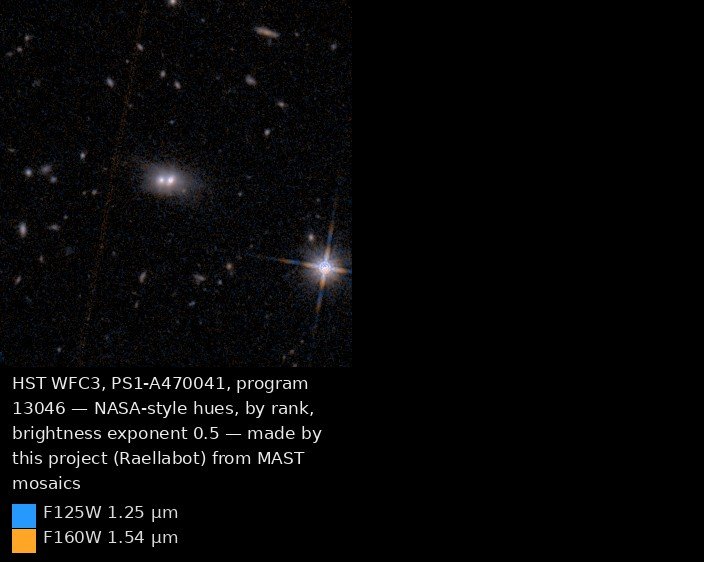 HST WFC3, PS1-A470041, program
13046 — NASA-style hues, by rank,
brightness exponent 0.5 — made by
this project (Raellabot) from MAST
mosaics
F125W 1.25 μm
F160W 1.54 μm